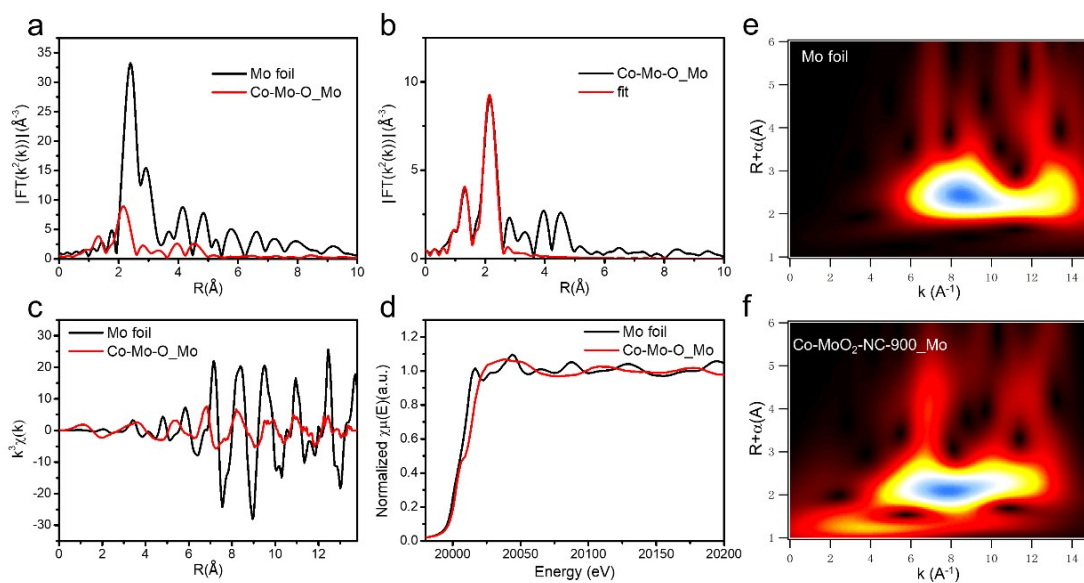 a
35
30
25
20
15
10
5
0
|FT(k²(k))|(Å⁻³)
Mo foil
Co-Mo-O_Mo
0 2 4 6 8 10
R(Å)
b
10
5
0
|FT(k²(k))|(Å⁻³)
Co-Mo-O_Mo
fit
0 2 4 6 8 10
R(Å)
c
30
20
10
0
-10
-20
-30
k³χ(k)
Mo foil
Co-Mo-O_Mo
0 2 4 6 8 10 12
R(Å)
d
1.4
1.2
1.0
0.8
0.6
0.4
0.2
0.0
Normalized χμ(E)(a.u.)
Mo foil
Co-Mo-O_Mo
20000 20050 20100 20150 20200
Energy (eV)
e
Mo foil
6
5
4
3
2
1
R+α(A)
0 2 4 6 8 10 12 14
k (A⁻¹)
f
Co-MoO₂-NC-900_Mo
6
5
4
3
2
1
R+α(A)
0 2 4 6 8 10 12 14
k (A⁻¹)